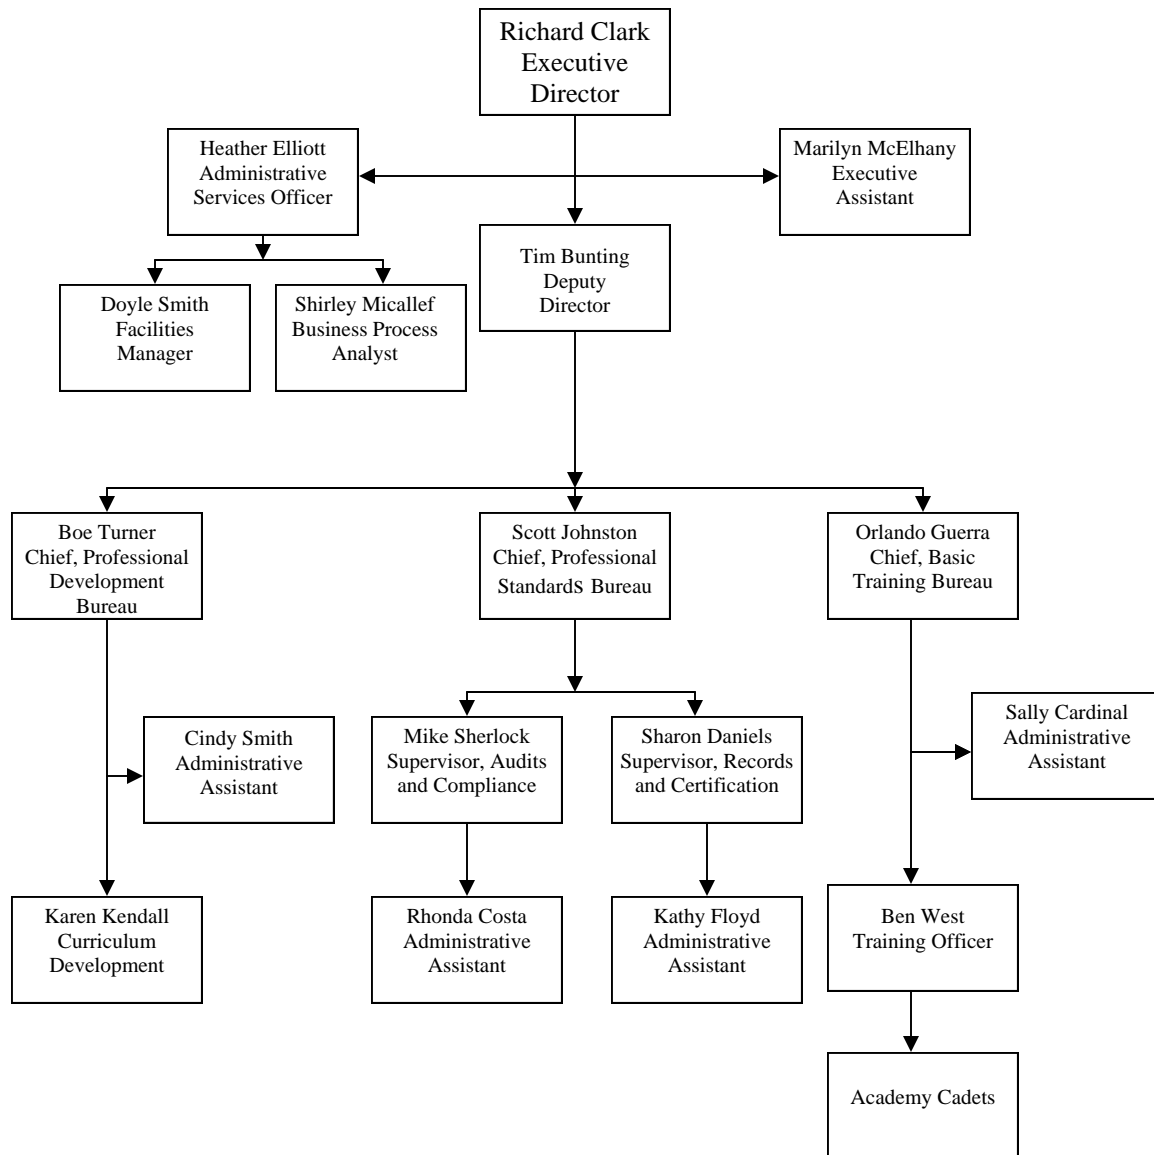 Richard Clark
Executive
Director
Heather Elliott
Administrative
Services Officer
Marilyn McElhany
Executive
Assistant
Tim Bunting
Deputy
Director
Doyle Smith
Facilities
Manager
Shirley Micallef
Business Process
Analyst
Boe Turner
Chief, Professional
Development
Bureau
Scott Johnston
Chief, Professional
Standards Bureau
Orlando Guerra
Chief, Basic
Training Bureau
Cindy Smith
Administrative
Assistant
Mike Sherlock
Supervisor, Audits
and Compliance
Sharon Daniels
Supervisor, Records
and Certification
Sally Cardinal
Administrative
Assistant
Karen Kendall
Curriculum
Development
Rhonda Costa
Administrative
Assistant
Kathy Floyd
Administrative
Assistant
Ben West
Training Officer
Academy Cadets